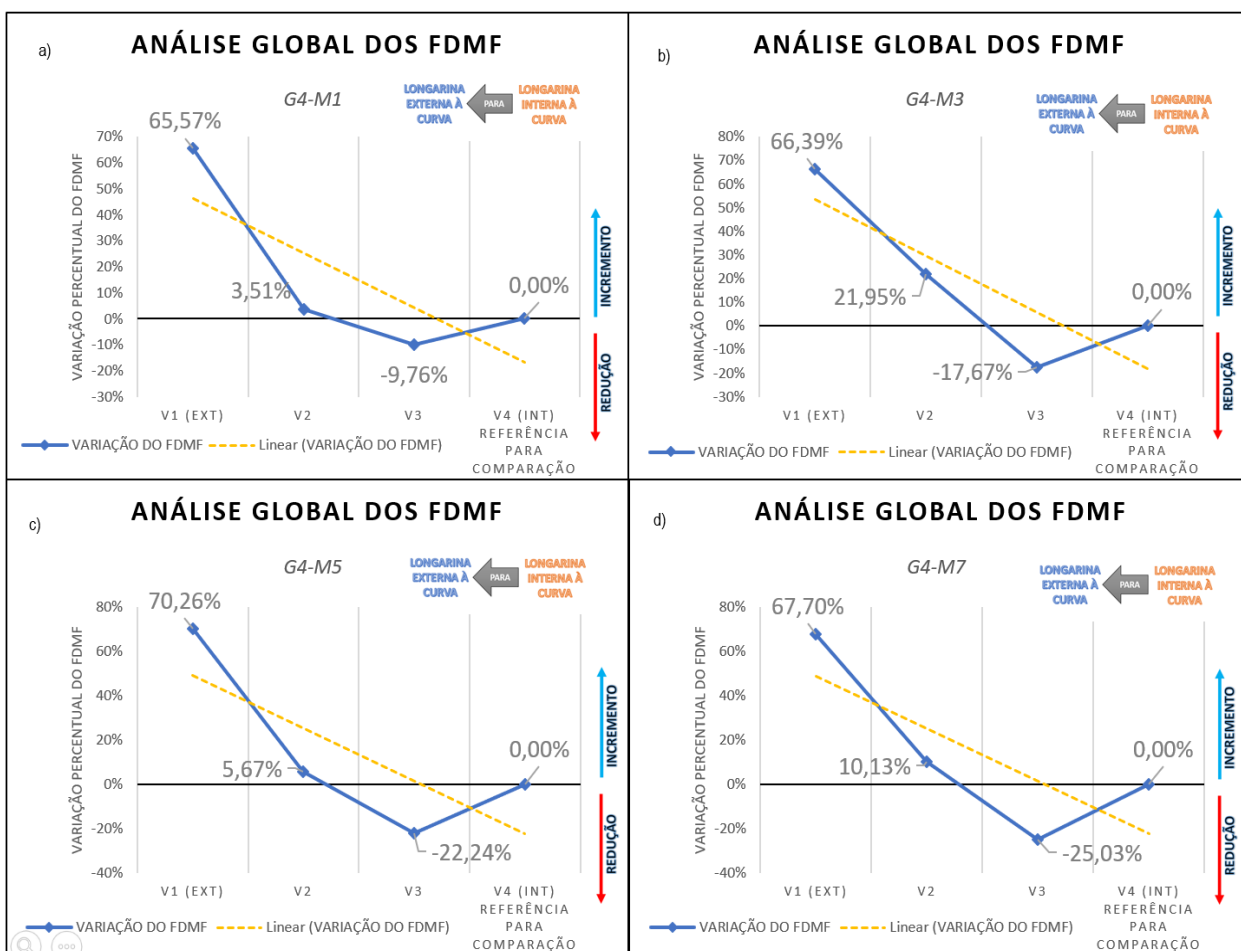 a)
ANÁLISE GLOBAL DOS FDMF
G4-M1
LONGARINA
EXTERNA À
CURVA
PARA
LONGARINA
INTERNA À
CURVA
VARIAÇÃO PERCENTUAL DO FDMF
70%
60%
50%
40%
30%
20%
10%
0%
-10%
-20%
-30%
65,57%
3,51%
-9,76%
0,00%
INCREMENTO
REDUÇÃO
V1 (EXT)
V2
V3
V4 (INT)
REFERÊNCIA
PARA
COMPARAÇÃO
VARIAÇÃO DO FDMF
Linear (VARIAÇÃO DO FDMF)
b)
ANÁLISE GLOBAL DOS FDMF
G4-M3
LONGARINA
EXTERNA À
CURVA
PARA
LONGARINA
INTERNA À
CURVA
VARIAÇÃO PERCENTUAL DO FDMF
80%
70%
60%
50%
40%
30%
20%
10%
0%
-10%
-20%
-30%
66,39%
21,95%
-17,67%
0,00%
INCREMENTO
REDUÇÃO
V1 (EXT)
V2
V3
V4 (INT)
REFERÊNCIA
PARA
COMPARAÇÃO
VARIAÇÃO DO FDMF
Linear (VARIAÇÃO DO FDMF)
c)
ANÁLISE GLOBAL DOS FDMF
G4-M5
LONGARINA
EXTERNA À
CURVA
PARA
LONGARINA
INTERNA À
CURVA
VARIAÇÃO PERCENTUAL DO FDMF
80%
60%
40%
20%
0%
-20%
-40%
70,26%
5,67%
-22,24%
0,00%
INCREMENTO
REDUÇÃO
V1 (EXT)
V2
V3
V4 (INT)
REFERÊNCIA
PARA
COMPARAÇÃO
VARIAÇÃO DO FDMF
Linear (VARIAÇÃO DO FDMF)
d)
ANÁLISE GLOBAL DOS FDMF
G4-M7
LONGARINA
EXTERNA À
CURVA
PARA
LONGARINA
INTERNA À
CURVA
VARIAÇÃO PERCENTUAL DO FDMF
80%
60%
40%
20%
0%
-20%
-40%
67,70%
10,13%
-25,03%
0,00%
INCREMENTO
REDUÇÃO
V1 (EXT)
V2
V3
V4 (INT)
REFERÊNCIA
PARA
COMPARAÇÃO
VARIAÇÃO DO FDMF
Linear (VARIAÇÃO DO FDMF)